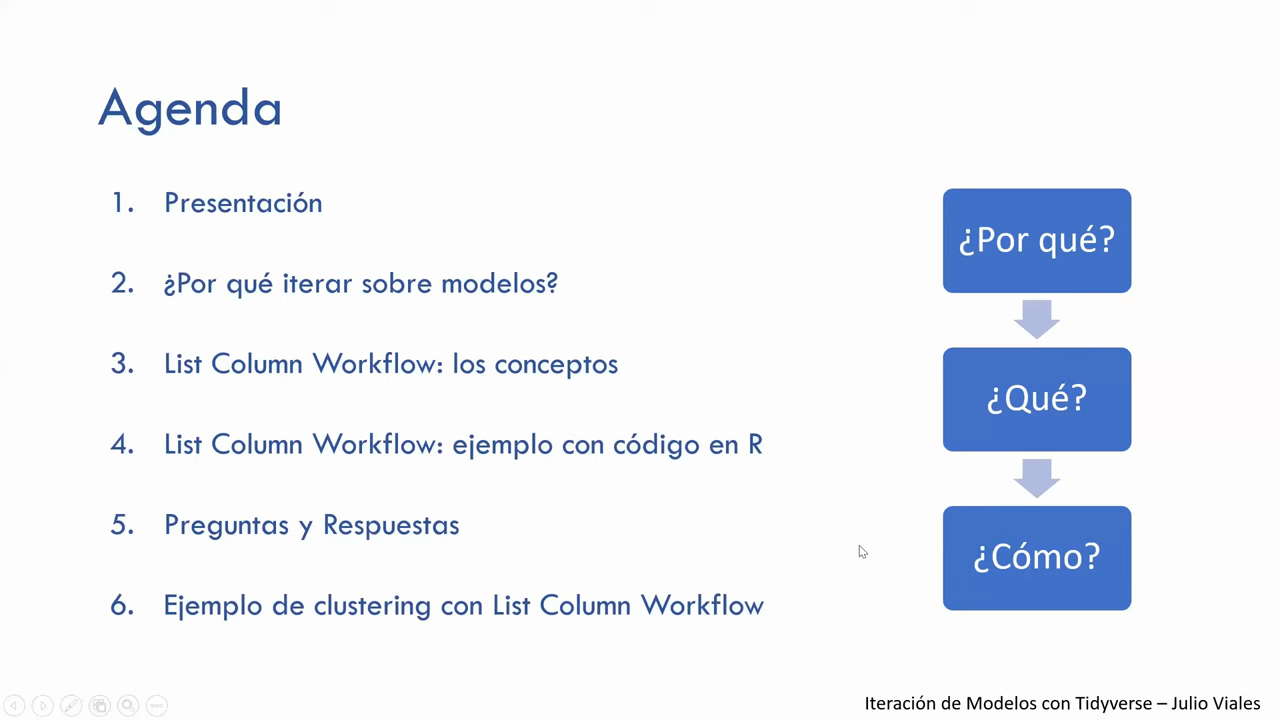 Agenda
1. Presentación
2. ¿Por qué iterar sobre modelos?
3. List Column Workflow: los conceptos
4. List Column Workflow: ejemplo con código en R
5. Preguntas y Respuestas
6. Ejemplo de clustering con List Column Workflow
¿Por qué?
¿Qué?
¿Cómo?
Iteración de Modelos con Tidyverse – Julio Viales